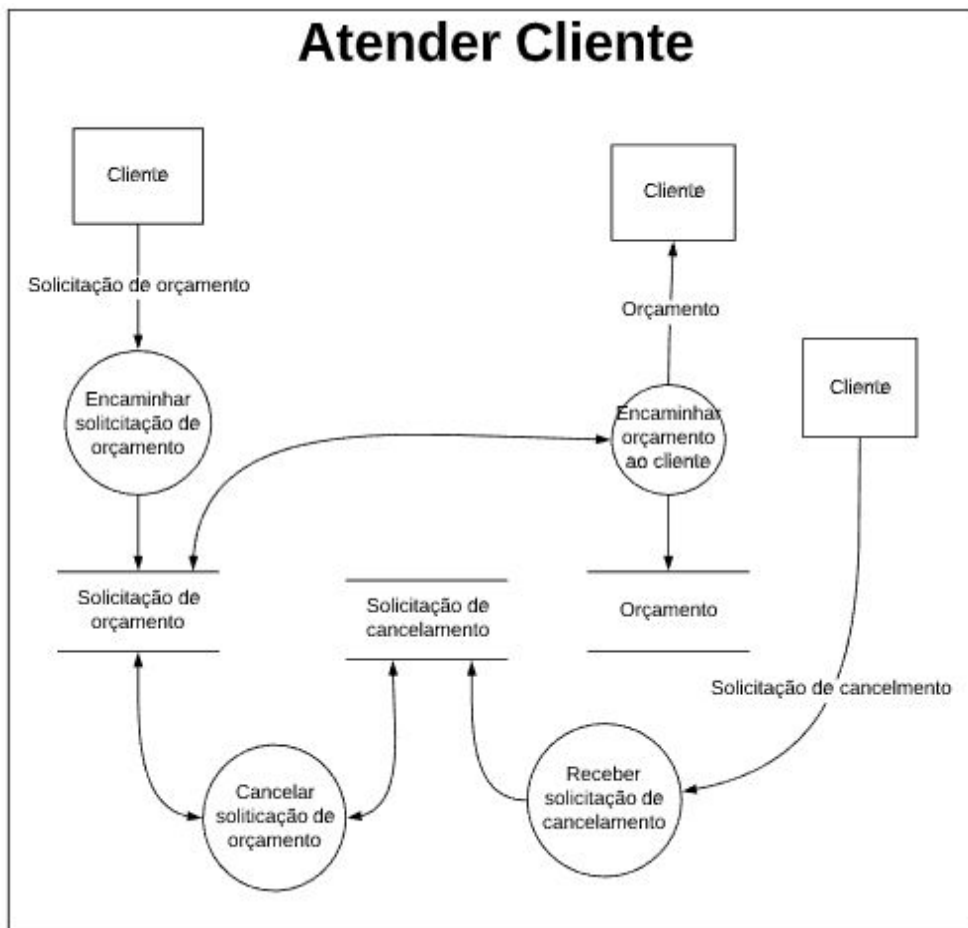 Atender Cliente
Cliente
Cliente
Solicitação de orçamento
Orçamento
Cliente
Encaminhar
solitcitação de
orçamento
Encaminhar
orçamento
ao cliente
Solicitação de
orçamento
Solicitação de
cancelamento
Orçamento
Solicitação de cancelmento
Cancelar
soliticação de
orçamento
Receber
solicitação de
cancelamento